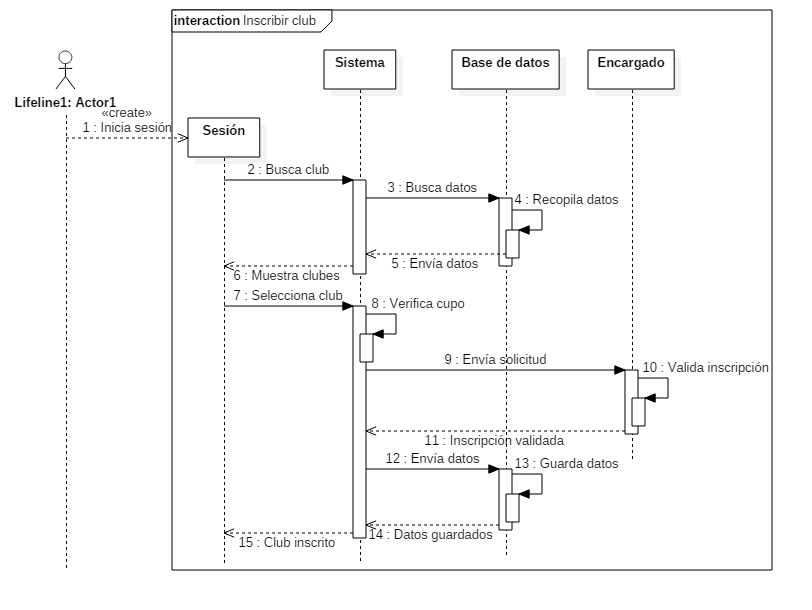 interaction Inscribir club
Sistema
Base de datos
Encargado
Lifeline1: Actor1
«create»
1 : Inicia sesión
Sesión
2 : Busca club
3 : Busca datos
4 : Recopila datos
5 : Envía datos
6 : Muestra clubes
7 : Selecciona club
8 : Verifica cupo
9 : Envía solicitud
10 : Valida inscripción
11 : Inscripción validada
12 : Envía datos
13 : Guarda datos
14 : Datos guardados
15 : Club inscrito